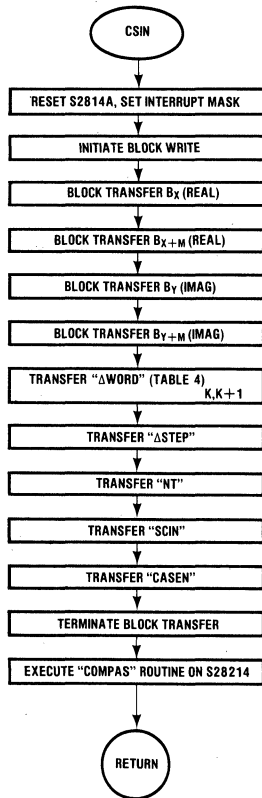 CSIN
RESET S2814A, SET INTERRUPT MASK
INITIATE BLOCK WRITE
BLOCK TRANSFER BX (REAL)
BLOCK TRANSFER BX+M (REAL)
BLOCK TRANSFER BY (IMAG)
BLOCK TRANSFER BY+M (IMAG)
TRANSFER "ΔWORD" (TABLE 4)
K,K+1
TRANSFER "ΔSTEP"
TRANSFER "NT"
TRANSFER "SCIN"
TRANSFER "CASEN"
TERMINATE BLOCK TRANSFER
EXECUTE "COMPAS" ROUTINE ON S28214
RETURN